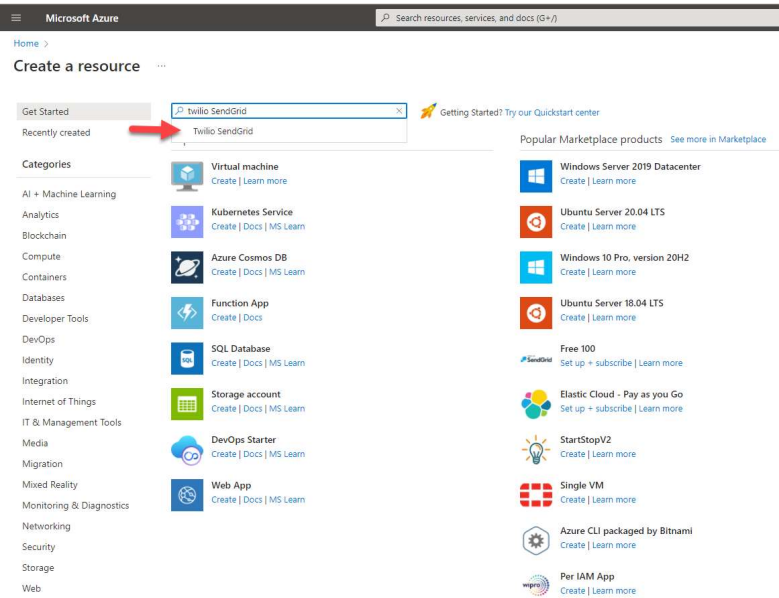 Microsoft Azure
Search resources, services, and docs (G+/)
Home >
Create a resource ...
Get Started
Recently created
Categories
AI + Machine Learning
Analytics
Blockchain
Compute
Containers
Databases
Developer Tools
DevOps
Identity
Integration
Internet of Things
IT & Management Tools
Media
Migration
Mixed Reality
Monitoring & Diagnostics
Networking
Security
Storage
Web
twilio SendGrid
Twilio SendGrid
Getting Started? Try our Quickstart center
Virtual machine
Create | Learn more
Kubernetes Service
Create | Docs | MS Learn
Azure Cosmos DB
Create | Docs | MS Learn
Function App
Create | Docs
SQL
SQL Database
Create | Docs | MS Learn
Storage account
Create | Docs | MS Learn
DevOps Starter
Create | Docs | MS Learn
Web App
Create | Docs | MS Learn
Popular Marketplace products See more in Marketplace
Windows Server 2019 Datacenter
Create | Learn more
Ubuntu Server 20.04 LTS
Create | Learn more
Windows 10 Pro, version 20H2
Create | Learn more
Ubuntu Server 18.04 LTS
Create | Learn more
SendGrid
Free 100
Set up + subscribe | Learn more
Elastic Cloud - Pay as you Go
Set up + subscribe | Learn more
StartStopV2
Create | Learn more
Single VM
Create | Learn more
Azure CLI packaged by Bitnami
Create | Learn more
wipro
Per IAM App
Create | Learn more